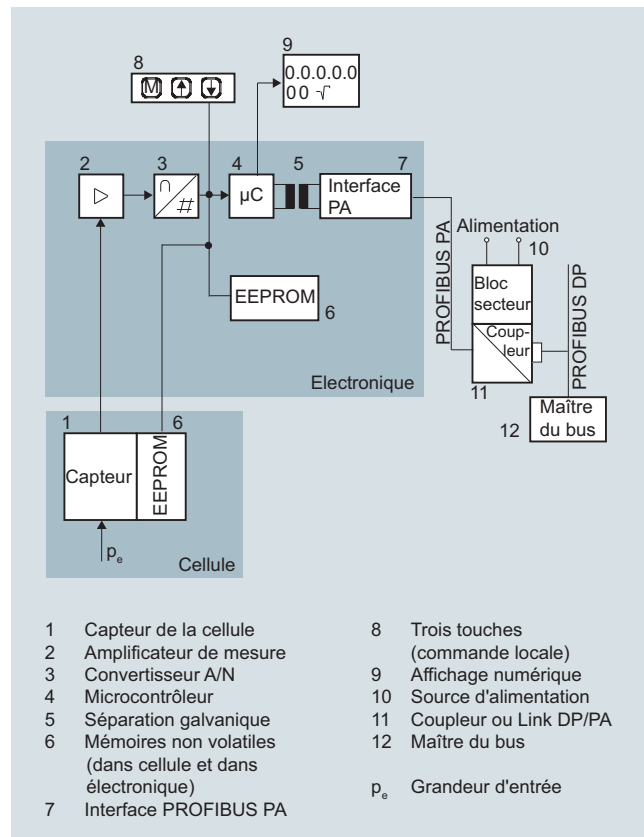 9
8
0.0.0.0.0
M
00 √
2
3
4
5
7
∩
#
µC
Interface
PA
Alimentation
10
PROFIBUS PA
Bloc
secteur
PROFIBUS DP
EEPROM
6
Coup-
leur
Electronique
11
12
Maître
du bus
1
6
Capteur
EEPROM
pe
Cellule
1 Capteur de la cellule
2 Amplificateur de mesure
3 Convertisseur A/N
4 Microcontrôleur
5 Séparation galvanique
6 Mémoires non volatiles
(dans cellule et dans
électronique)
7 Interface PROFIBUS PA
8 Trois touches
(commande locale)
9 Affichage numérique
10 Source d'alimentation
11 Coupleur ou Link DP/PA
12 Maître du bus
pe Grandeur d'entrée